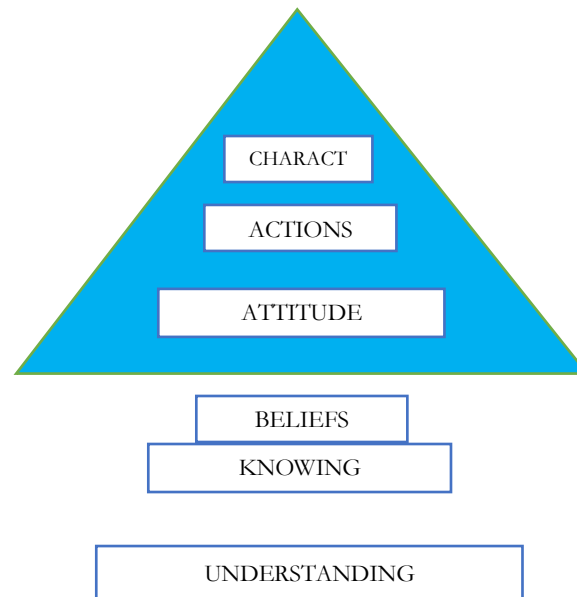 CHARACT
ACTIONS
ATTITUDE
BELIEFS
KNOWING
UNDERSTANDING